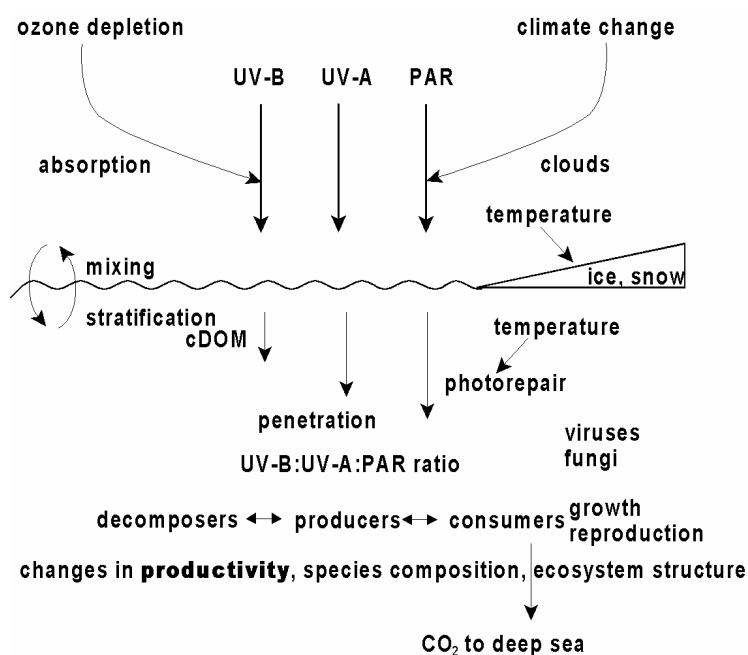 ozone depletion
climate change
UV-B UV-A PAR
absorption
clouds
temperature
mixing
ice, snow
stratification
temperature
cDOM
photorepair
penetration
viruses
fungi
UV-B:UV-A:PAR ratio
decomposers producers consumers growth
reproduction
changes in productivity, species composition, ecosystem structure
CO₂ to deep sea